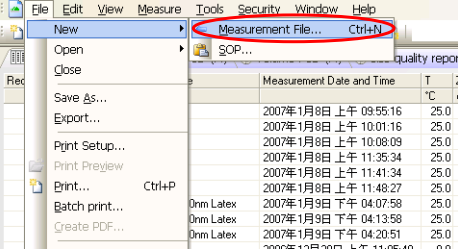 File Edit View Measure Tools Security Window Help
New Measurement File... Ctrl+N
Open SOP...
Close quality repor
Rec Measurement Date and Time T
Save As... °C
Export... 2007年1月8日 上午 09:55:16 25.0
2007年1月8日 上午 10:01:16 25.0
Print Setup... 2007年1月8日 上午 10:08:09 25.0
Print Preview 2007年1月8日 上午 11:35:34 25.0
2007年1月8日 上午 11:41:34 25.0
Print... Ctrl+P 2007年1月8日 上午 11:48:27 25.0
Batch print... 0nm Latex 2007年1月9日 下午 04:07:58 25.0
Create PDF... 0nm Latex 2007年1月9日 下午 04:13:58 25.0
0nm Latex 2007年1月9日 下午 04:20:51 25.0